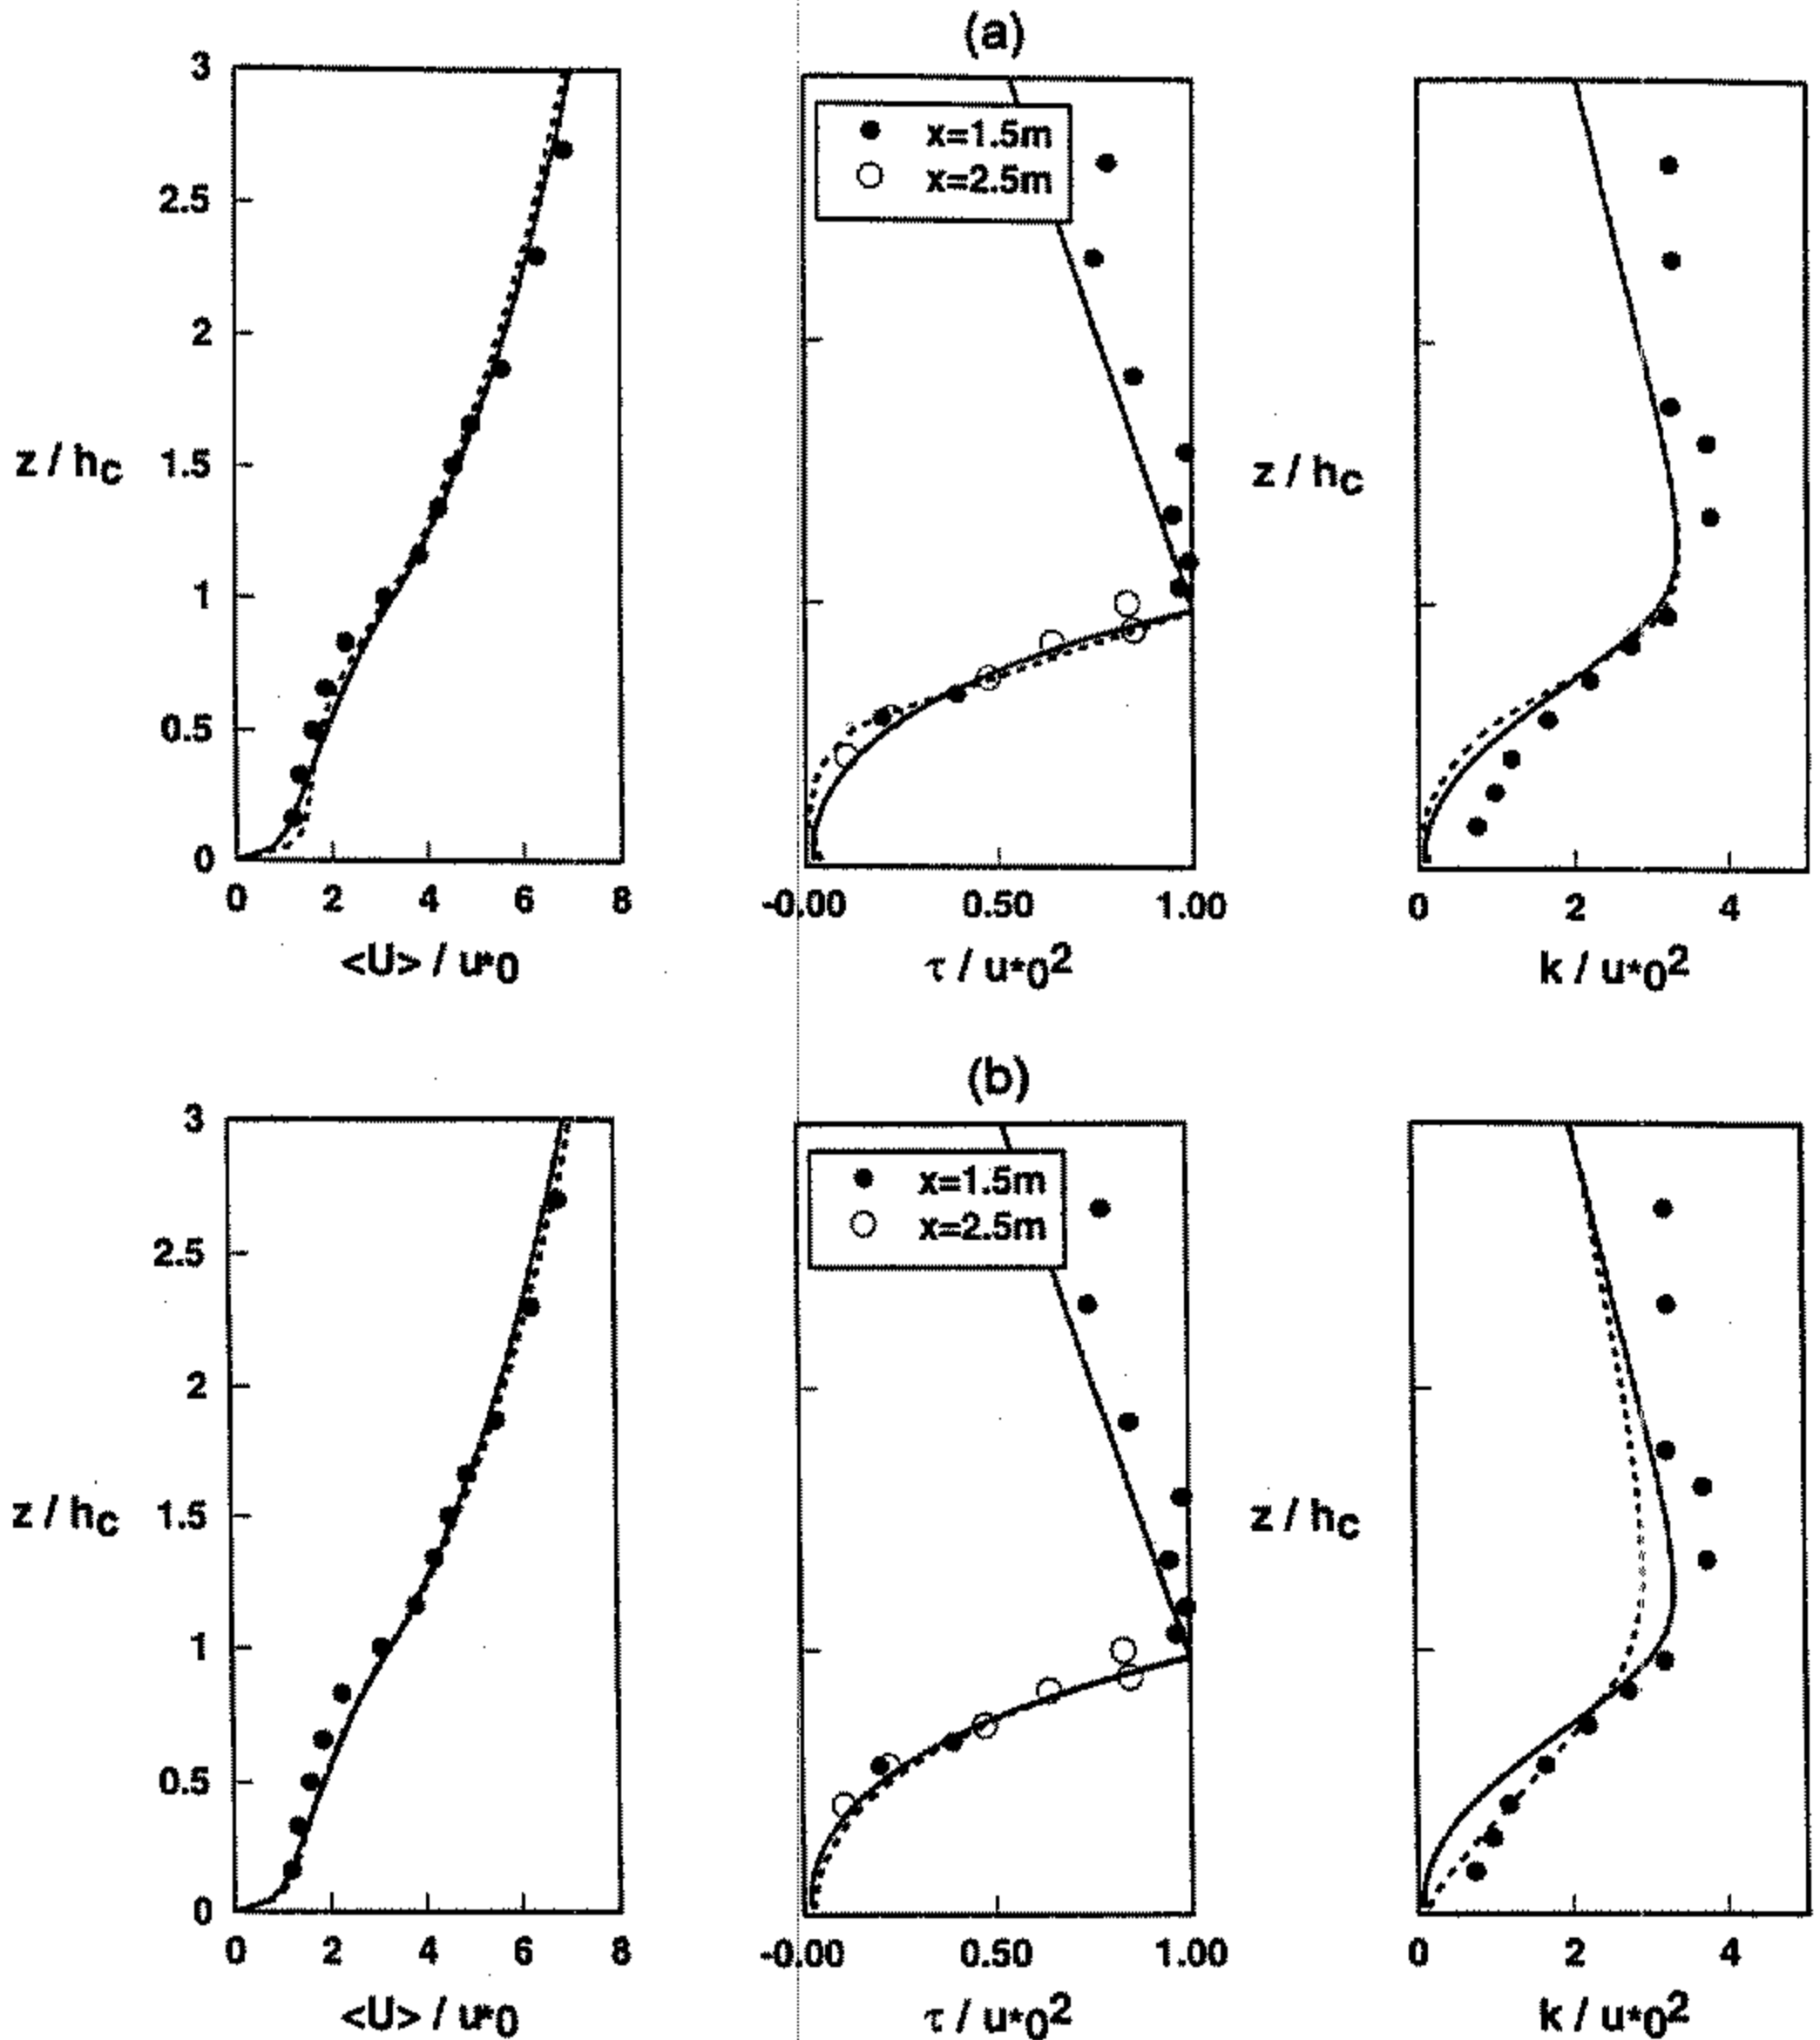 (a)
3
2.5
2
1.5
1
0.5
0
z / hc
0 2 4 6 8
<U> / u*0
x=1.5m
x=2.5m
-0.00 0.50 1.00
τ / u*0²
z / hc
0 2 4
k / u*0²
(b)
3
2.5
2
1.5
1
0.5
0
z / hc
0 2 4 6 8
<U> / u*0
x=1.5m
x=2.5m
-0.00 0.50 1.00
τ / u*0²
z / hc
0 2 4
k / u*0²